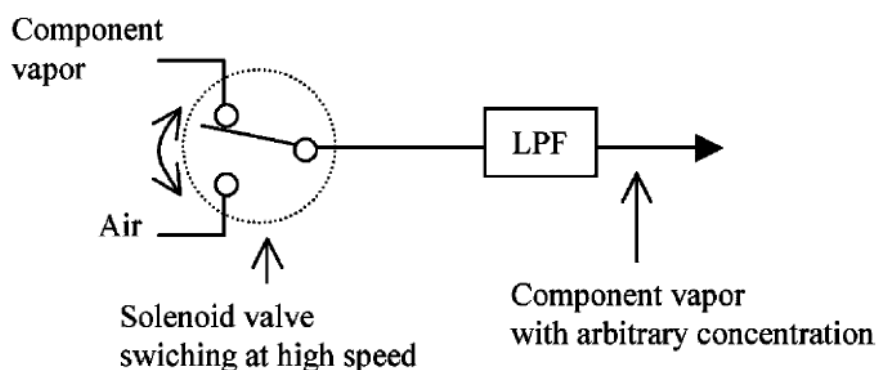 Component
vapor
LPF
Air
Solenoid valve
swiching at high speed
Component vapor
with arbitrary concentration